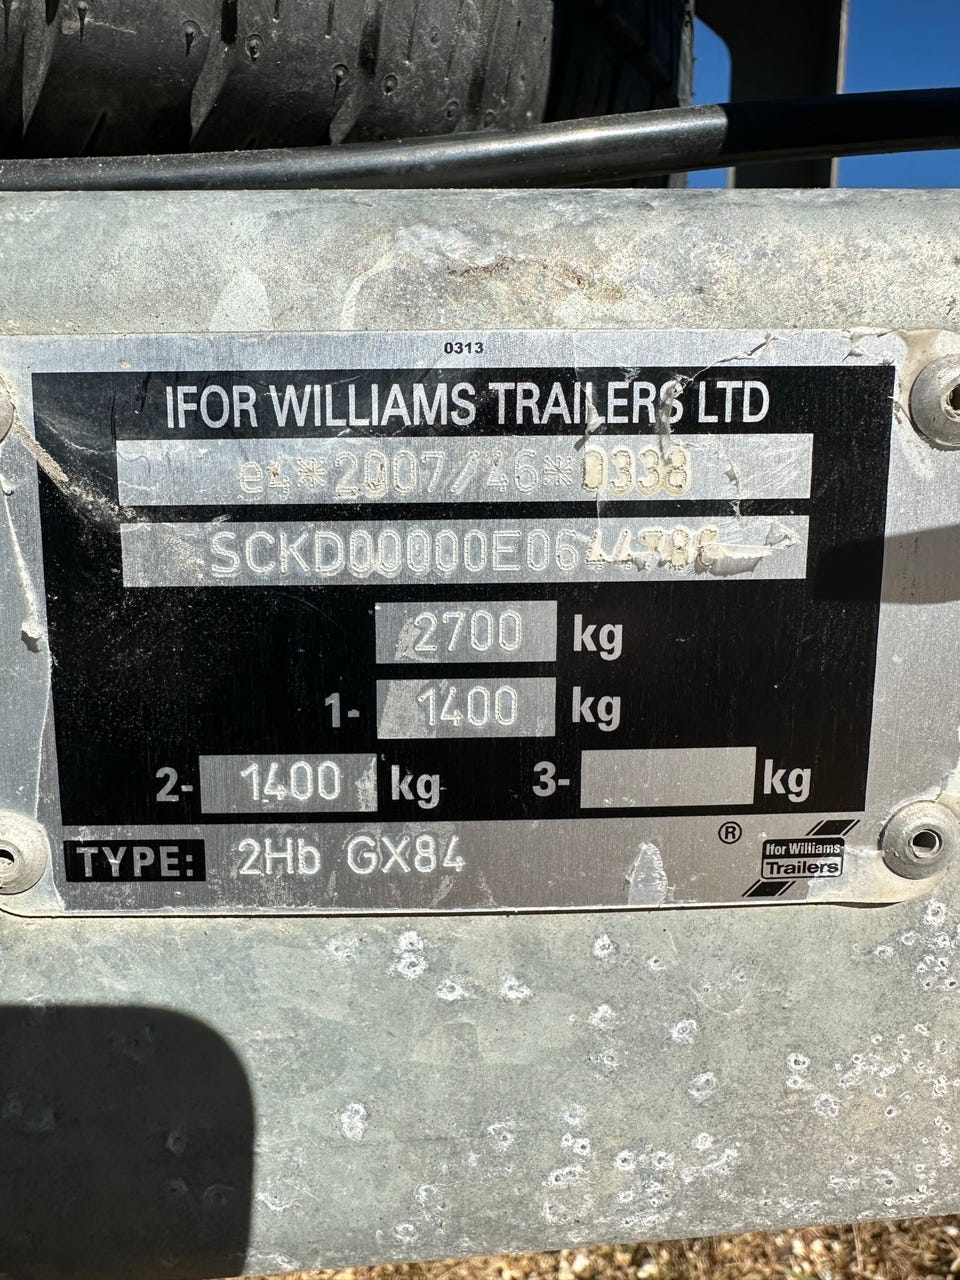 0313
IFOR WILLIAMS TRAILERS LTD
e4*2007/46*0338
2700 kg
1- 1400 kg
2- 1400 kg 3- kg
TYPE: 2Hb GX84 ®
Ifor Williams
Trailers